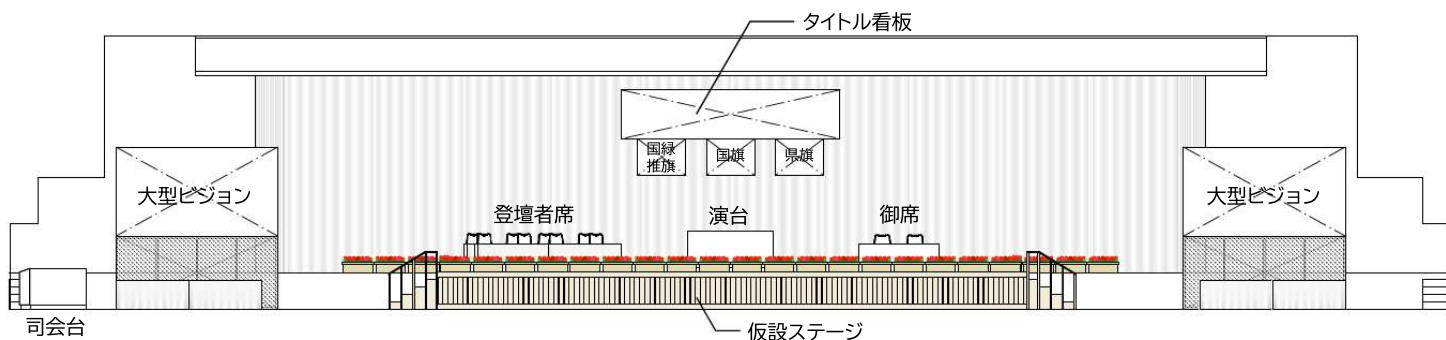 タイトル看板
国緑
推旗
国旗
県旗
大型ビジョン
大型ビジョン
登壇者席
演台
御席
司会台
仮設ステージ